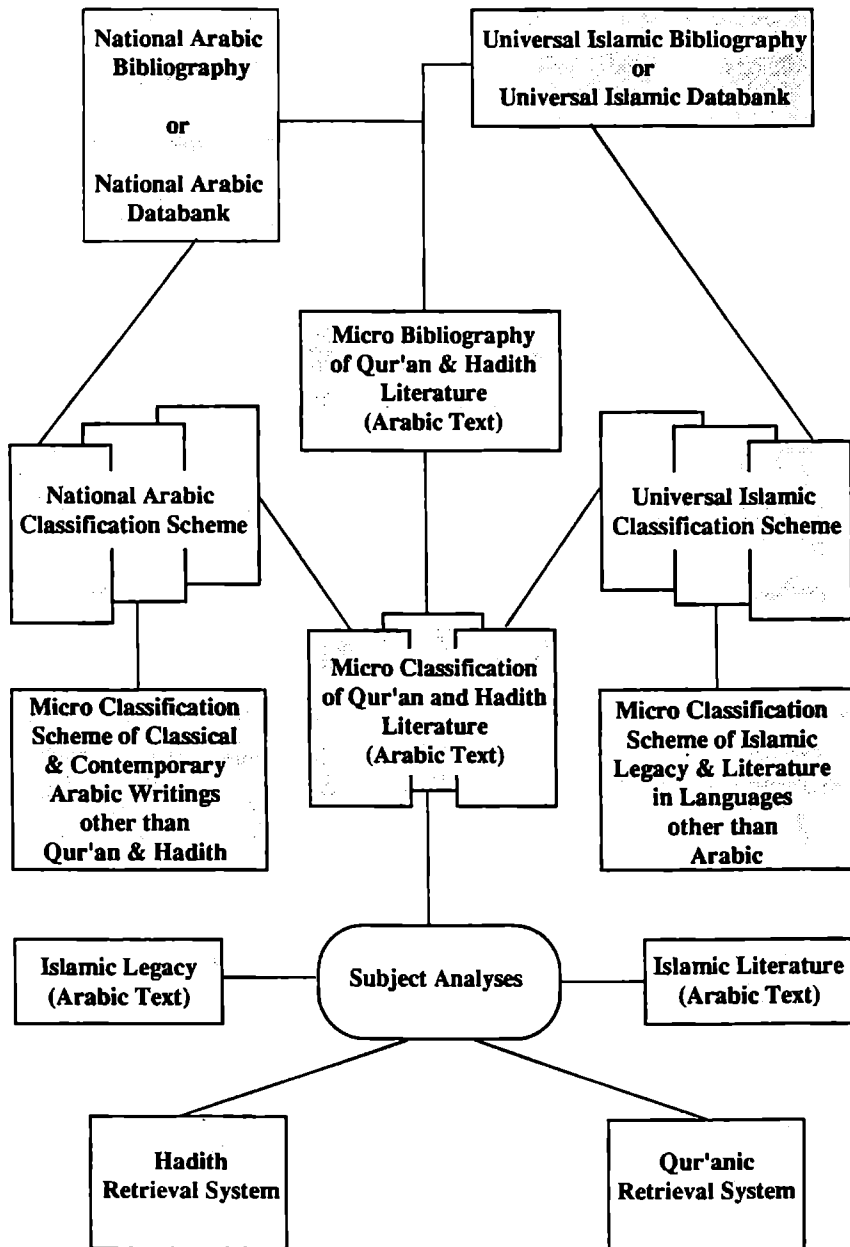 National Arabic
Bibliography
or
National Arabic
Databank
Universal Islamic Bibliography
or
Universal Islamic Databank
Micro Bibliography
of Qur'an & Hadith
Literature
(Arabic Text)
National Arabic
Classification Scheme
Universal Islamic
Classification Scheme
Micro Classification
of Qur'an and Hadith
Literature
(Arabic Text)
Micro Classification
Scheme of Classical
& Contemporary
Arabic Writings
other than
Qur'an & Hadith
Micro Classification
Scheme of Islamic
Legacy & Literature
in Languages
other than
Arabic
Islamic Legacy
(Arabic Text)
Subject Analyses
Islamic Literature
(Arabic Text)
Hadith
Retrieval System
Qur'anic
Retrieval System